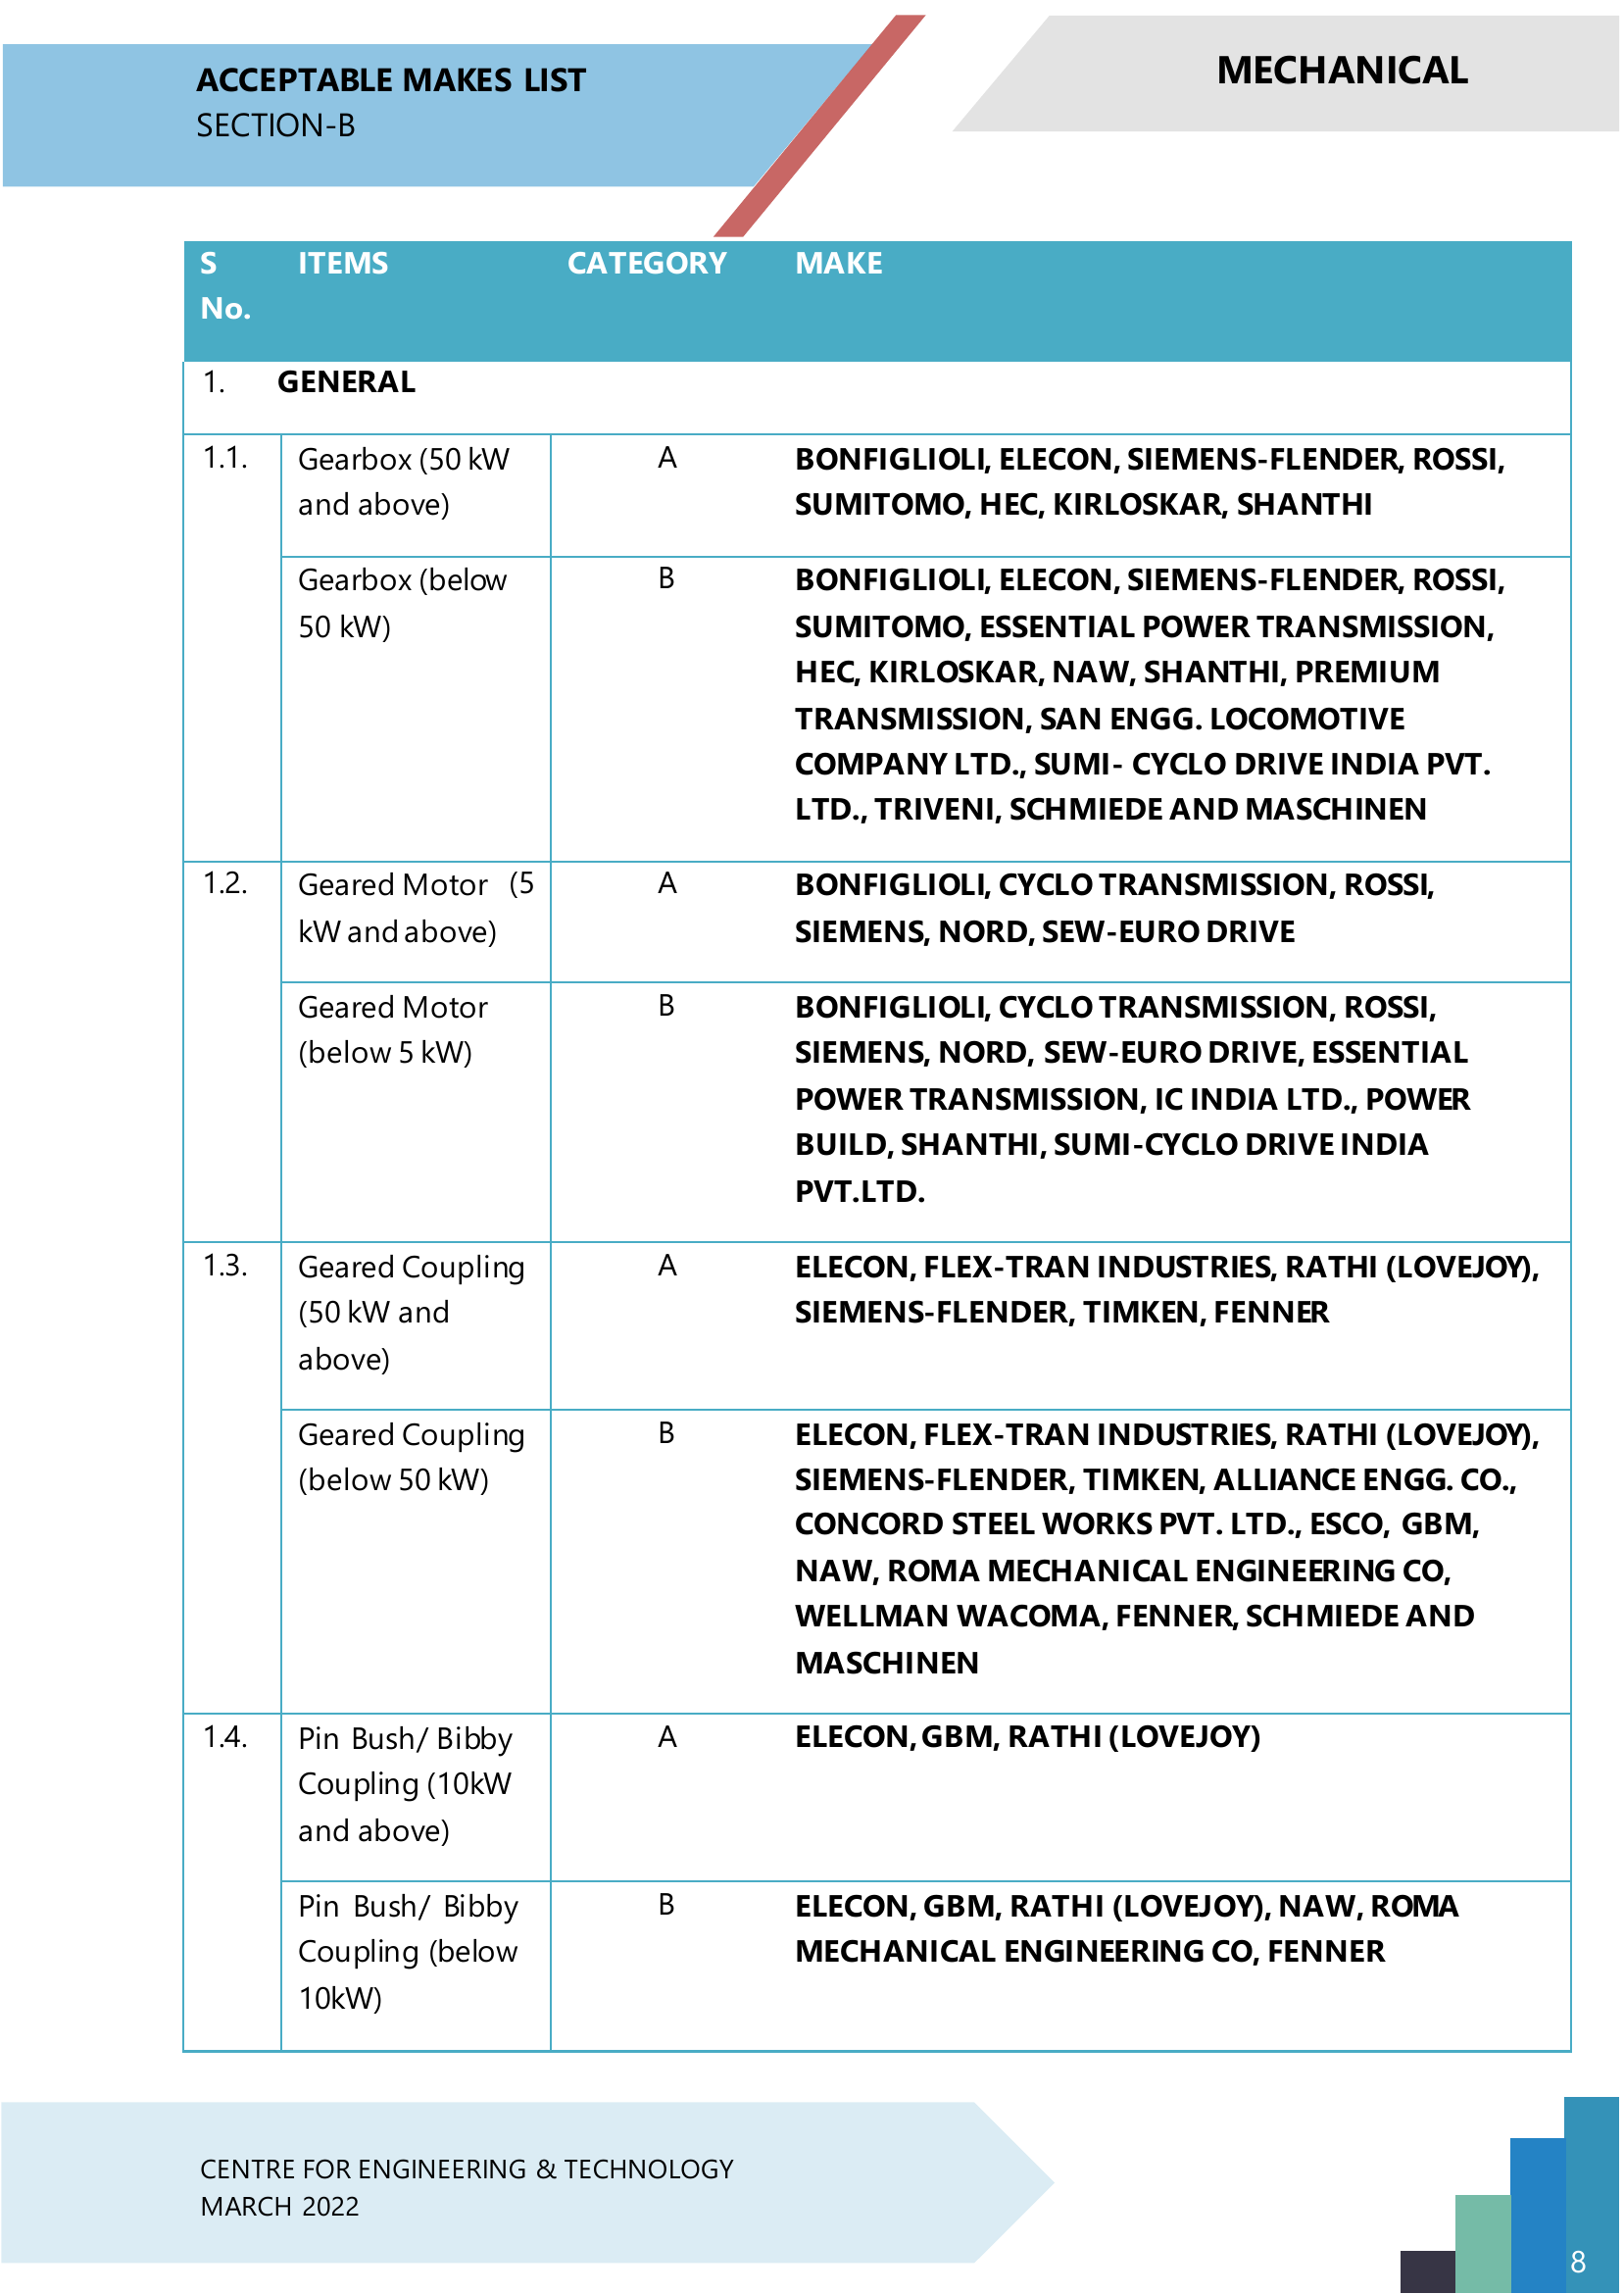 ACCEPTABLE MAKES LIST
SECTION-B
MECHANICAL
S No. ITEMS CATEGORY MAKE
1. GENERAL
1.1. Gearbox (50 kW and above) A BONFIGLIOLI, ELECON, SIEMENS-FLENDER, ROSSI,
SUMITOMO, HEC, KIRLOSKAR, SHANTHI
Gearbox (below 50 kW) B BONFIGLIOLI, ELECON, SIEMENS-FLENDER, ROSSI,
SUMITOMO, ESSENTIAL POWER TRANSMISSION,
HEC, KIRLOSKAR, NAW, SHANTHI, PREMIUM
TRANSMISSION, SAN ENGG. LOCOMOTIVE
COMPANY LTD., SUMI- CYCLO DRIVE INDIA PVT.
LTD., TRIVENI, SCHMIEDE AND MASCHINEN
1.2. Geared Motor (5 kW and above) A BONFIGLIOLI, CYCLO TRANSMISSION, ROSSI,
SIEMENS, NORD, SEW-EURO DRIVE
Geared Motor (below 5 kW) B BONFIGLIOLI, CYCLO TRANSMISSION, ROSSI,
SIEMENS, NORD, SEW-EURO DRIVE, ESSENTIAL
POWER TRANSMISSION, IC INDIA LTD., POWER
BUILD, SHANTHI, SUMI-CYCLO DRIVE INDIA
PVT.LTD.
1.3. Geared Coupling (50 kW and above) A ELECON, FLEX-TRAN INDUSTRIES, RATHI (LOVEJOY),
SIEMENS-FLENDER, TIMKEN, FENNER
Geared Coupling (below 50 kW) B ELECON, FLEX-TRAN INDUSTRIES, RATHI (LOVEJOY),
SIEMENS-FLENDER, TIMKEN, ALLIANCE ENGG. CO.,
CONCORD STEEL WORKS PVT. LTD., ESCO, GBM,
NAW, ROMA MECHANICAL ENGINEERING CO,
WELLMAN WACOMA, FENNER, SCHMIEDE AND
MASCHINEN
1.4. Pin Bush/ Bibby Coupling (10kW and above) A ELECON, GBM, RATHI (LOVEJOY)
Pin Bush/ Bibby Coupling (below 10kW) B ELECON, GBM, RATHI (LOVEJOY), NAW, ROMA
MECHANICAL ENGINEERING CO, FENNER
CENTRE FOR ENGINEERING & TECHNOLOGY
MARCH 2022
8